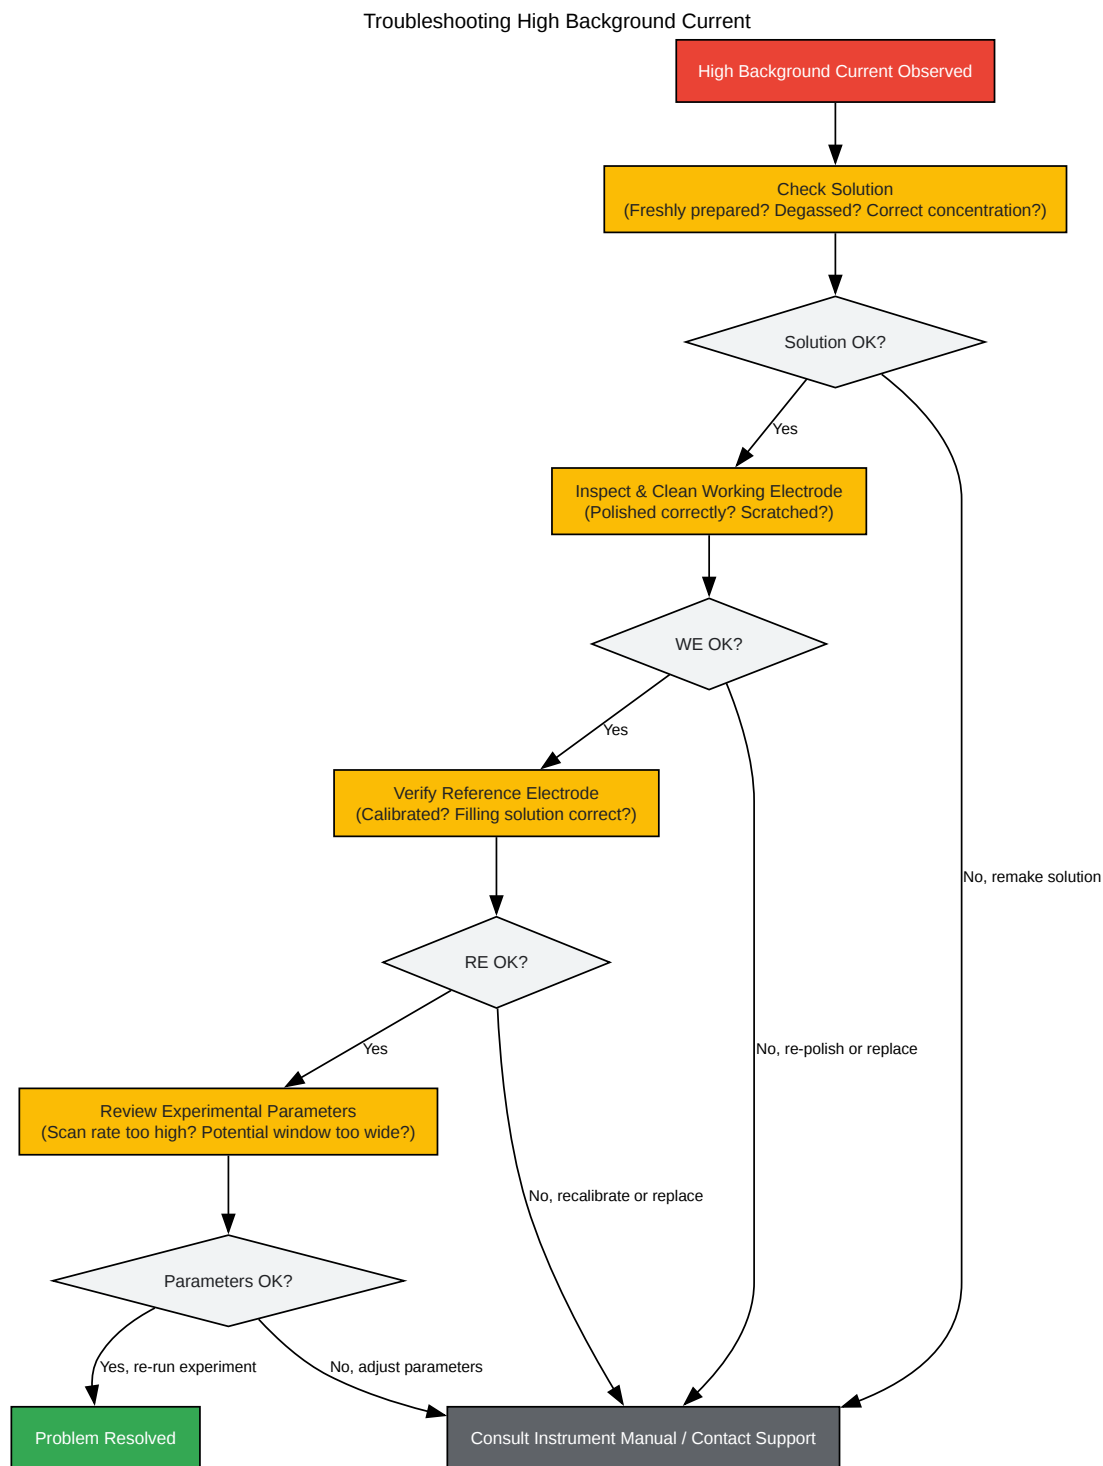 Troubleshooting High Background Current
High Background Current Observed
Check Solution
(Freshly prepared? Degassed? Correct concentration?)
Solution OK?
Yes
Inspect & Clean Working Electrode
(Polished correctly? Scratched?)
WE OK?
Yes
Verify Reference Electrode
(Calibrated? Filling solution correct?)
No, remake solution
RE OK?
Yes
No, re-polish or replace
Review Experimental Parameters
(Scan rate too high? Potential window too wide?)
No, recalibrate or replace
Parameters OK?
Yes, re-run experiment
No, adjust parameters
Problem Resolved
Consult Instrument Manual / Contact Support